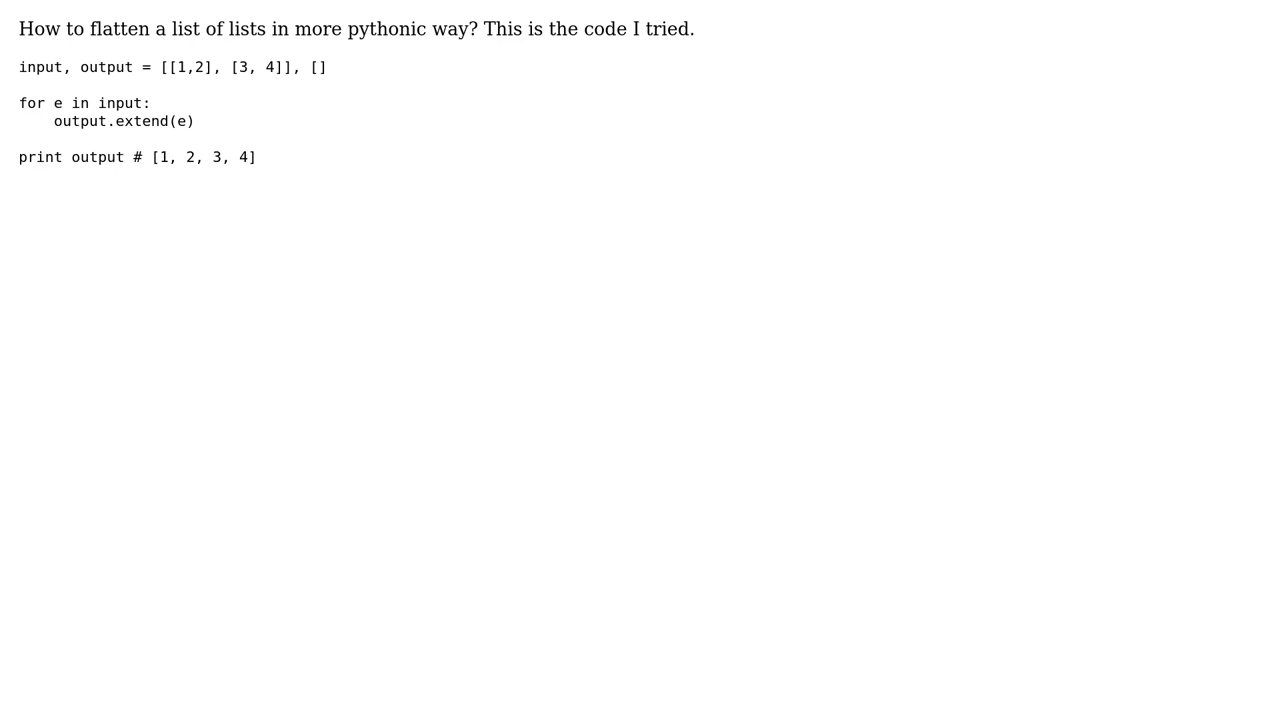 How to flatten a list of lists in more pythonic way? This is the code I tried.
input, output = [[1,2], [3, 4]], []
for e in input:
    output.extend(e)
print output # [1, 2, 3, 4]